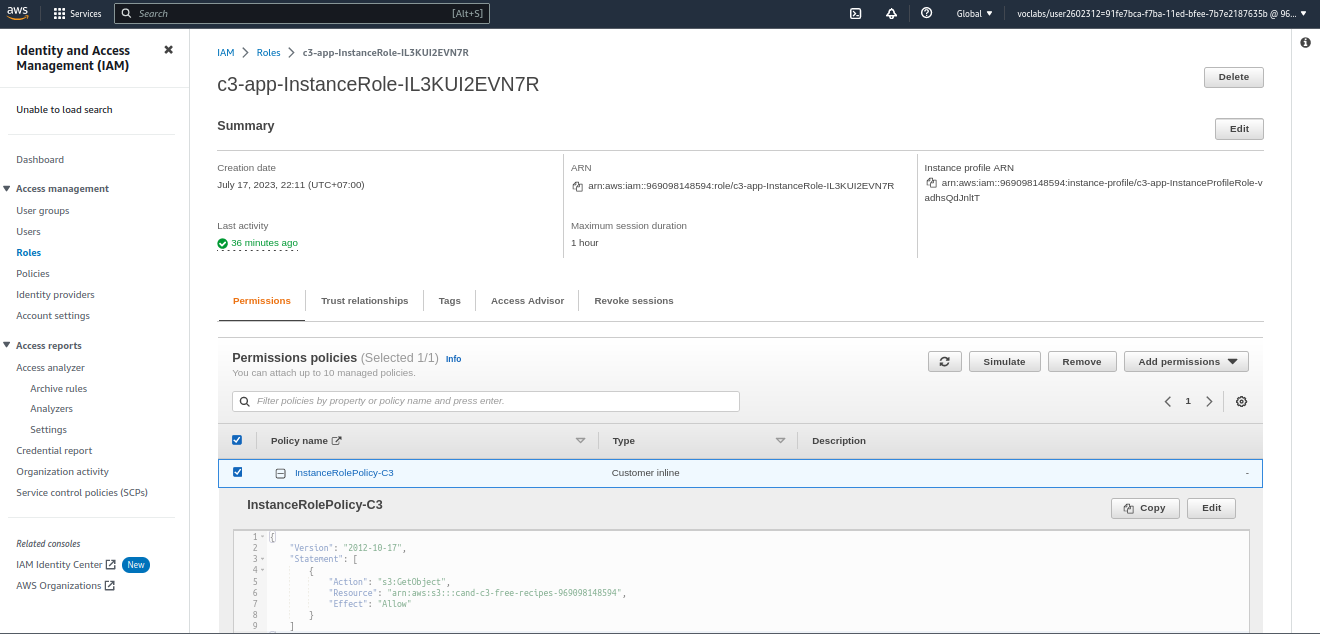 aws Services Search [Alt+S] Global voclabs/user2602312=91fe7bca-f7ba-11ed-bfee-7b7e2187635b @ 96...
Identity and Access
Management (IAM)
Unable to load search
Dashboard
Access management
User groups
Users
Roles
Policies
Identity providers
Account settings
Access reports
Access analyzer
Archive rules
Analyzers
Settings
Credential report
Organization activity
Service control policies (SCPs)
Related consoles
IAM Identity Center New
AWS Organizations
IAM > Roles > c3-app-InstanceRole-IL3KUI2EVN7R
c3-app-InstanceRole-IL3KUI2EVN7R
Delete
Summary
Edit
Creation date
July 17, 2023, 22:11 (UTC+07:00)
Last activity
36 minutes ago
ARN
arn:aws:iam::969098148594:role/c3-app-InstanceRole-IL3KUI2EVN7R
Maximum session duration
1 hour
Instance profile ARN
arn:aws:iam::969098148594:instance-profile/c3-app-InstanceProfileRole-v
adhsQdJnltT
Permissions Trust relationships Tags Access Advisor Revoke sessions
Permissions policies (Selected 1/1) Info
You can attach up to 10 managed policies.
Simulate Remove Add permissions
Filter policies by property or policy name and press enter.
1
Policy name Type Description
InstanceRolePolicy-C3 Customer inline -
InstanceRolePolicy-C3
Copy Edit
1 {
2 "Version": "2012-10-17",
3 "Statement": [
4 {
5 "Action": "s3:GetObject",
6 "Resource": "arn:aws:s3:::cand-c3-free-recipes-969098148594",
7 "Effect": "Allow"
8 }
9 ]